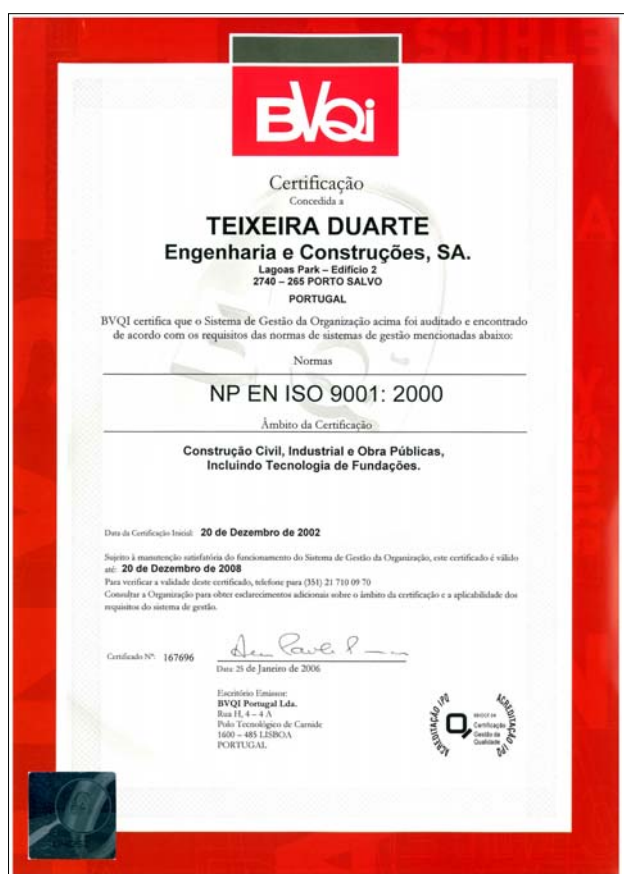 BVQi
Certificação
Concedida a
TEIXEIRA DUARTE
Engenharia e Construções, SA.
Lagoas Park – Edifício 2
2740 – 265 PORTO SALVO
PORTUGAL
BVQI certifica que o Sistema de Gestão da Organização acima foi auditado e encontrado
de acordo com os requisitos das normas de sistemas de gestão mencionadas abaixo:
Normas
NP EN ISO 9001: 2000
Âmbito da Certificação
Construção Civil, Industrial e Obra Públicas,
Incluindo Tecnologia de Fundações.
Data da Certificação Inicial: 20 de Dezembro de 2002
Sujeito à manutenção satisfatória do funcionamento do Sistema de Gestão da Organização, este certificado é válido
até: 20 de Dezembro de 2008
Para verificar a validade deste certificado, telefone para (351) 21 710 09 70
Consultar a Organização para obter esclarecimentos adicionais sobre o âmbito da certificação e a aplicabilidade dos
requisitos do sistema de gestão.
Certificado Nº: 167696
Data: 25 de Janeiro de 2006
Escritório Emissor:
BVQI Portugal Lda.
Rua H, 4 – 4 A
Polo Tecnológico de Carnide
1600 – 485 LISBOA
PORTUGAL
ACREDITAÇÃO IPQ
ACREDITAÇÃO IPQ
Certificação
Gestão da
Qualidade